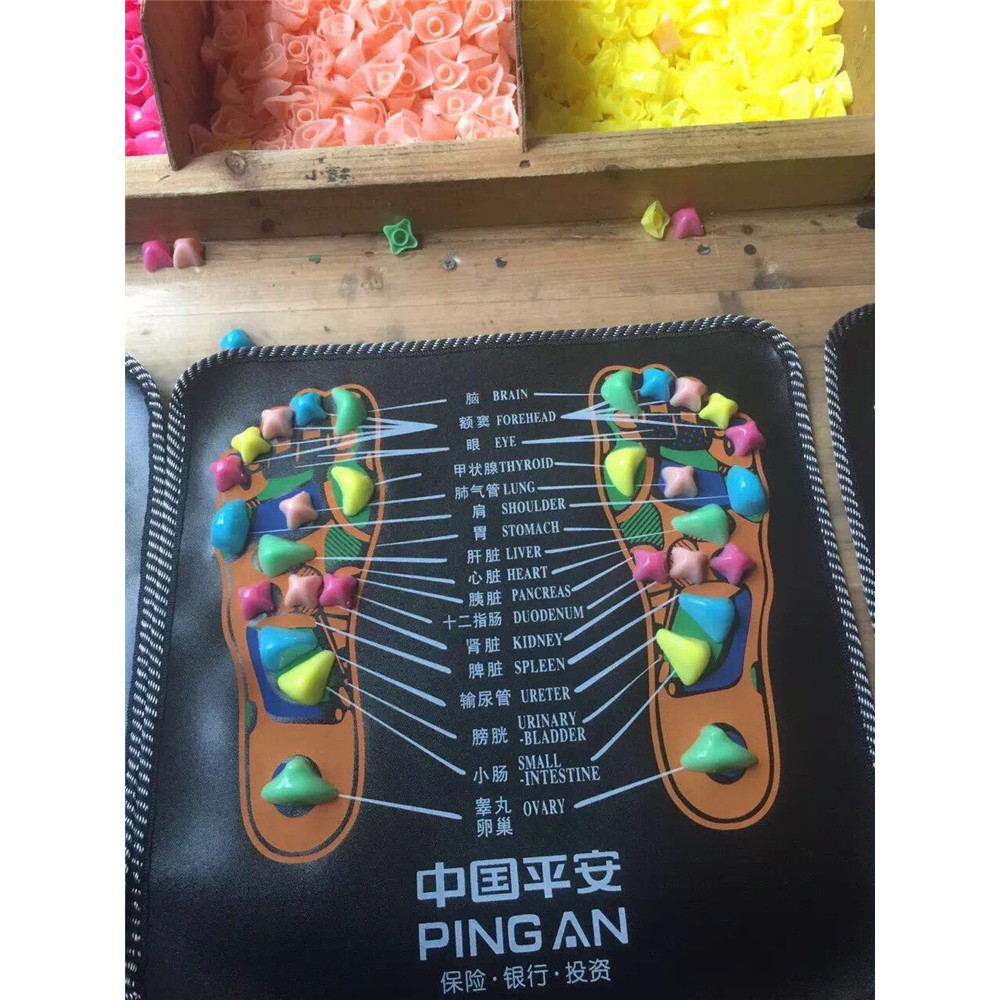 脑 BRAIN
额窦 FOREHEAD
眼 EYE
甲状腺 THYROID
肺气管 LUNG
肩 SHOULDER
胃 STOMACH
肝脏 LIVER
心脏 HEART
胰脏 PANCREAS
十二指肠 DUODENUM
肾脏 KIDNEY
脾脏 SPLEEN
输尿管 URETER
膀胱 URINARY
-BLADDER
小肠 SMALL
-INTESTINE
睾丸 OVARY
卵巢
中国平安
PING AN
保险·银行·投资